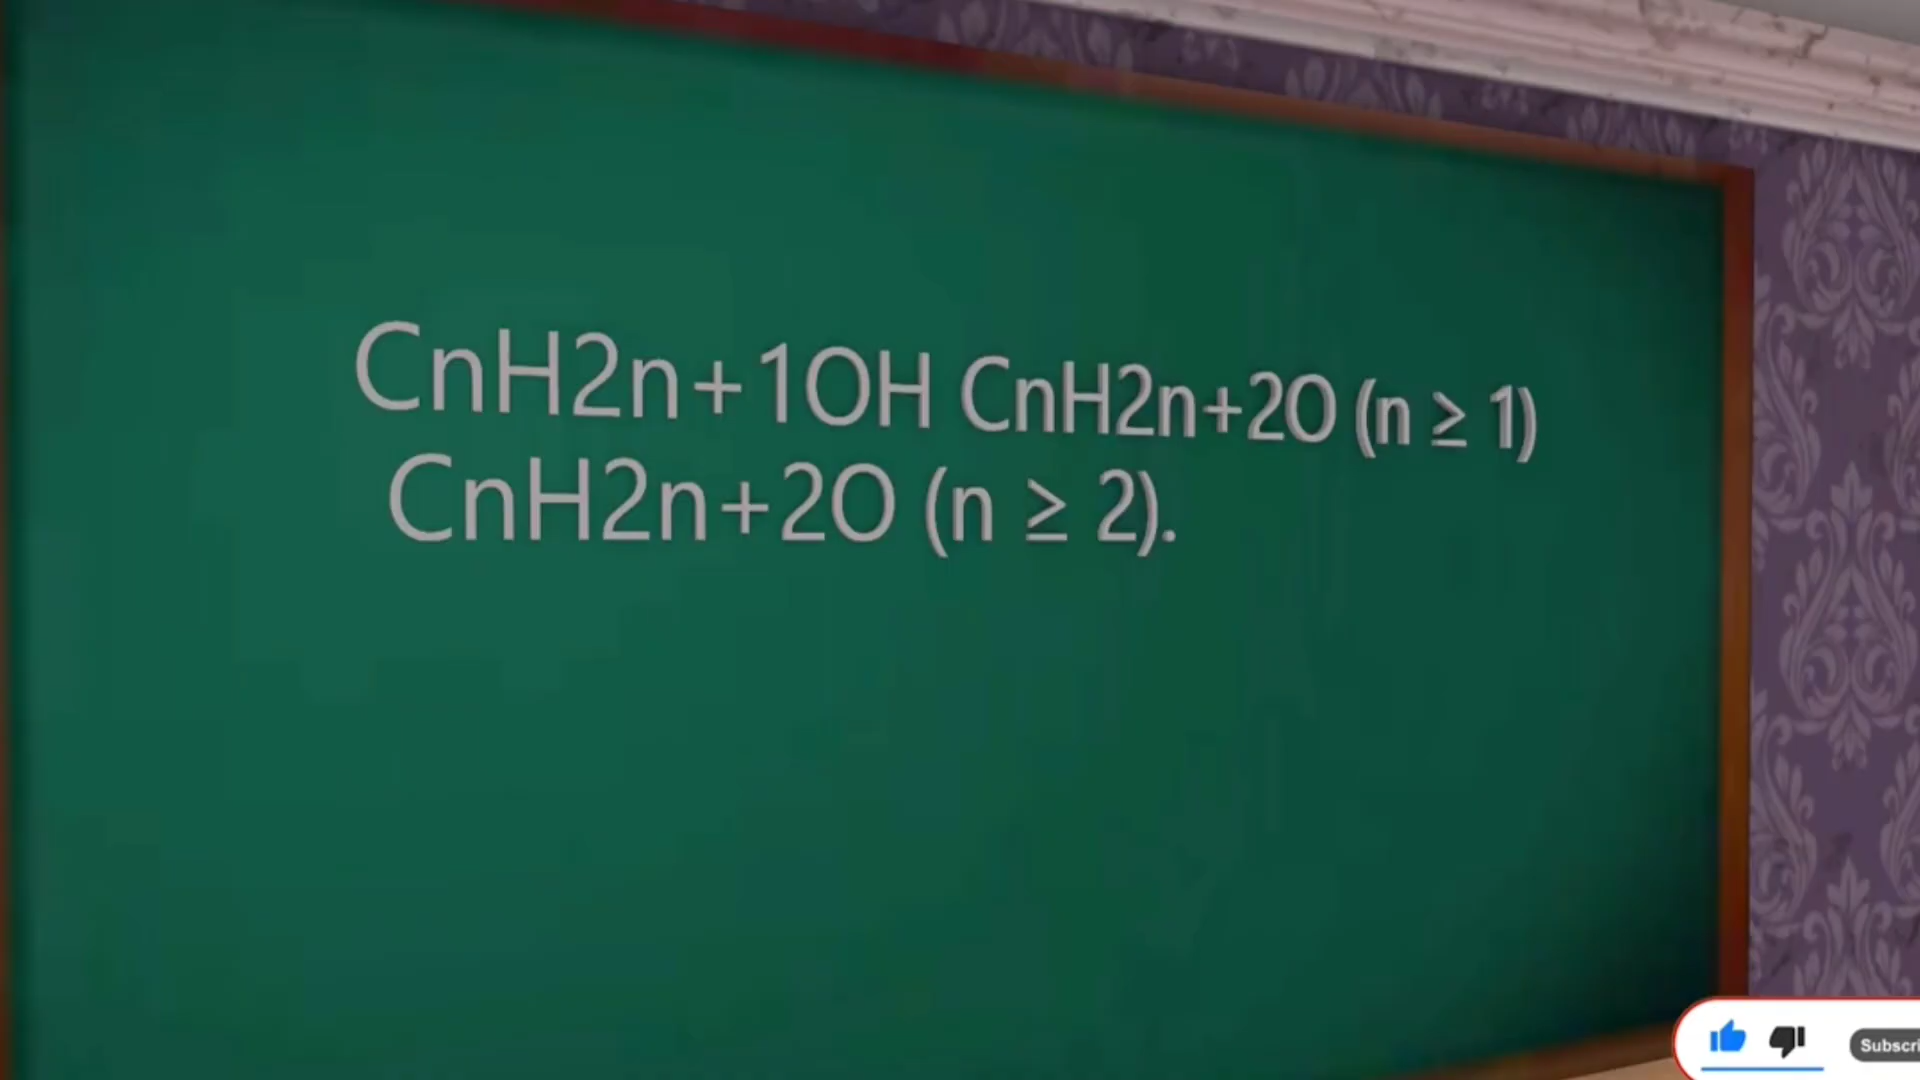 CnH2n+1OH CnH2n+2O (n ≥ 1)
CnH2n+2O (n ≥ 2).